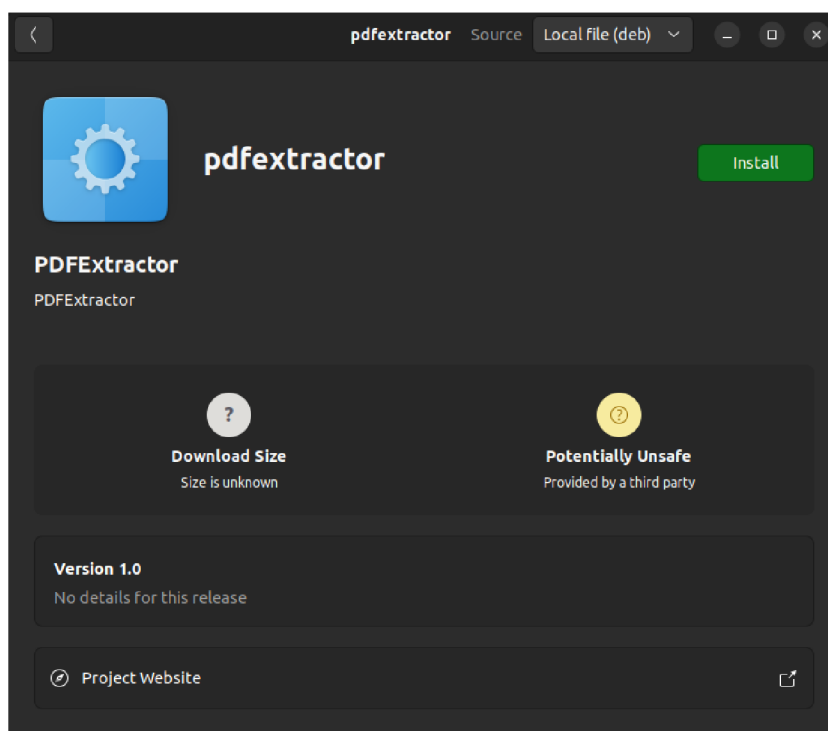 pdfextractor Source Local file (deb)
pdfextractor
Install
PDFExtractor
PDFExtractor
?
Download Size
Size is unknown
?
Potentially Unsafe
Provided by a third party
Version 1.0
No details for this release
Project Website